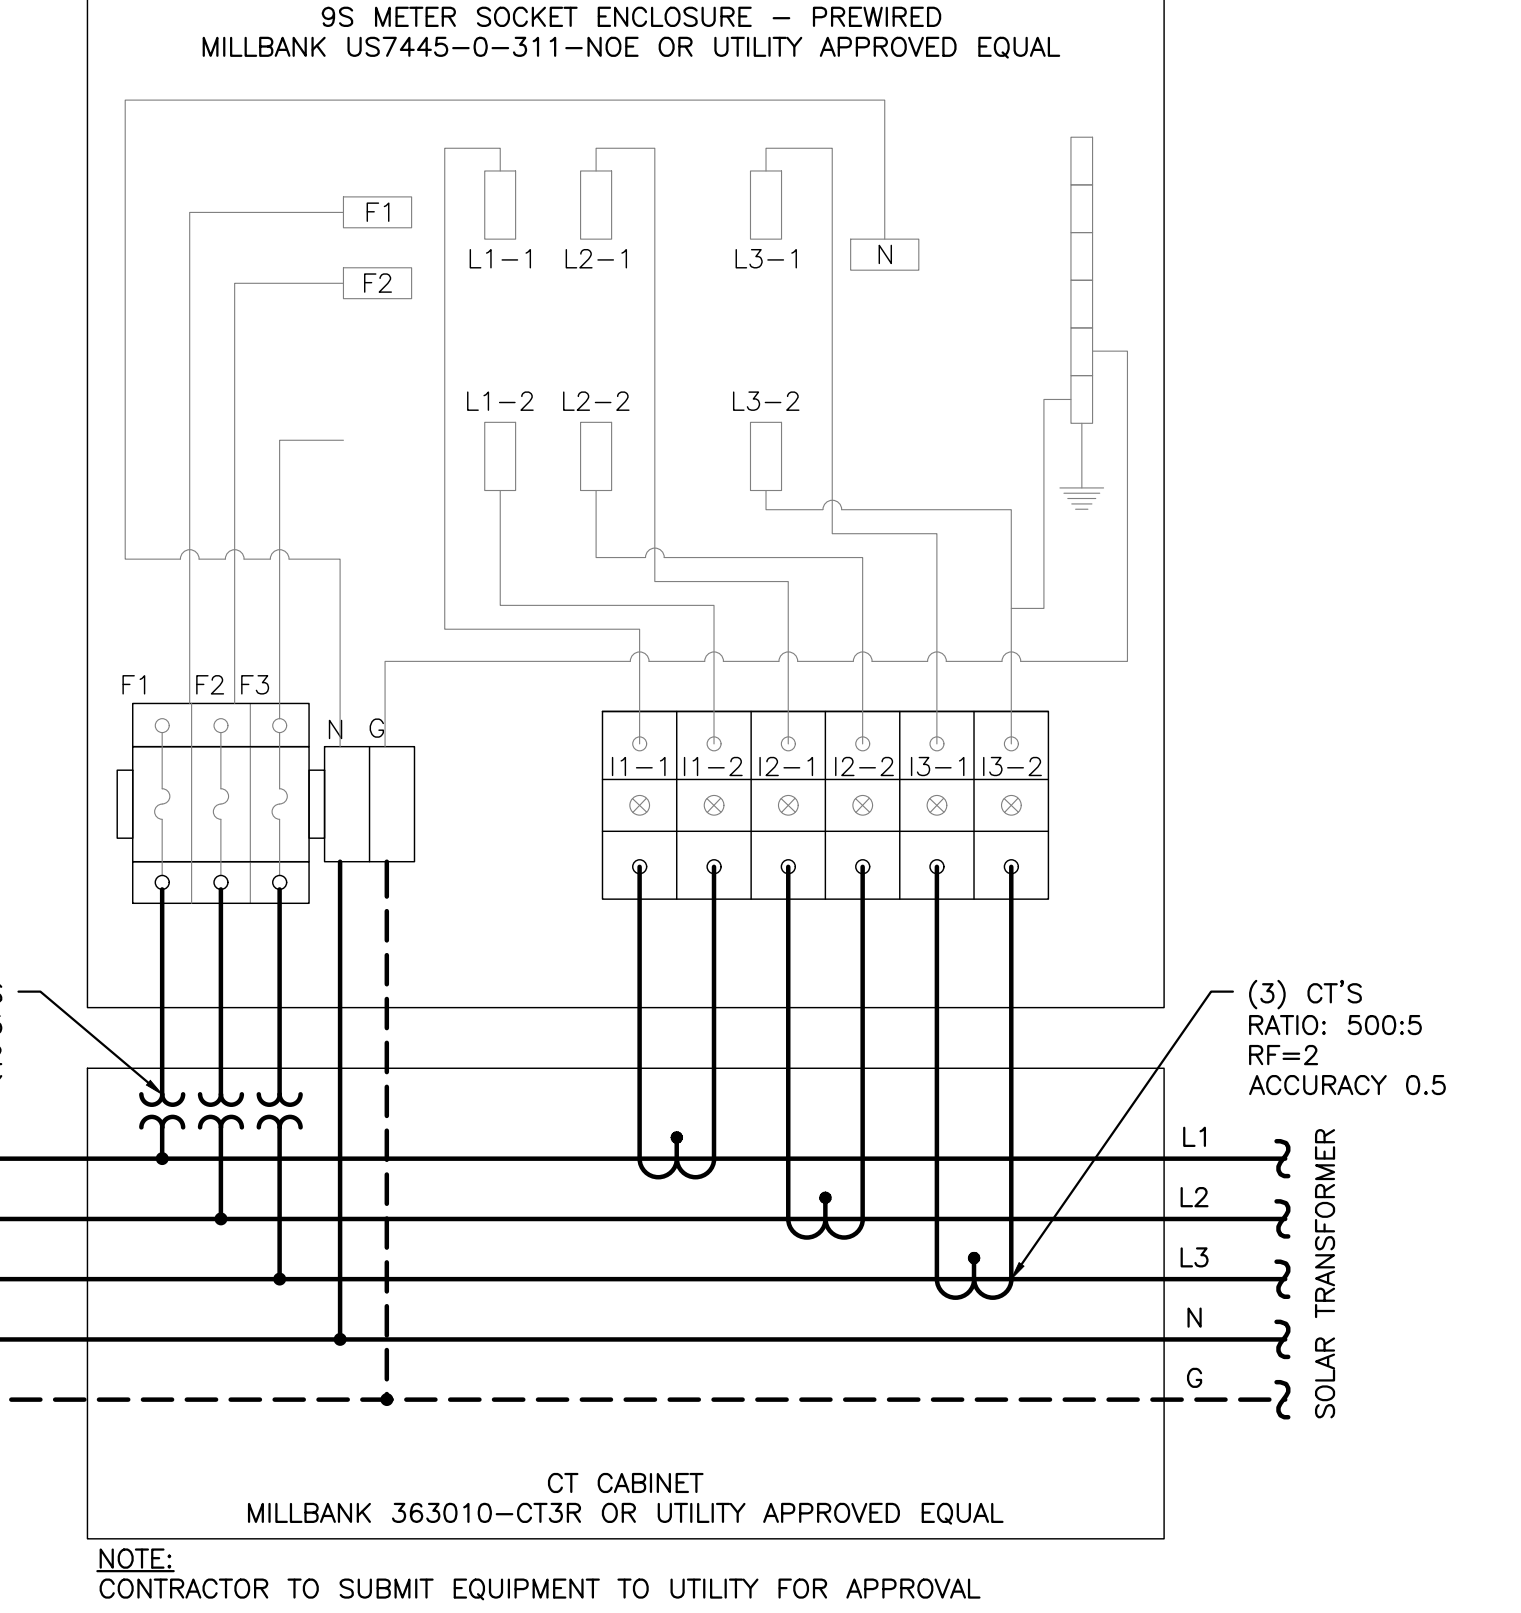 9S METER SOCKET ENCLOSURE – PREWIRED
MILLBANK US7445–0–311–NOE OR UTILITY APPROVED EQUAL
F1
F2
L1–1
L2–1
L3–1
N
L1–2
L2–2
L3–2
F1
F2
F3
N
G
I1–1
I1–2
I2–1
I2–2
I3–1
I3–2
(3) CT'S
RATIO: 500:5
RF=2
ACCURACY 0.5
L1
L2
L3
N
G
SOLAR TRANSFORMER
CT CABINET
MILLBANK 363010–CT3R OR UTILITY APPROVED EQUAL
NOTE:
CONTRACTOR TO SUBMIT EQUIPMENT TO UTILITY FOR APPROVAL